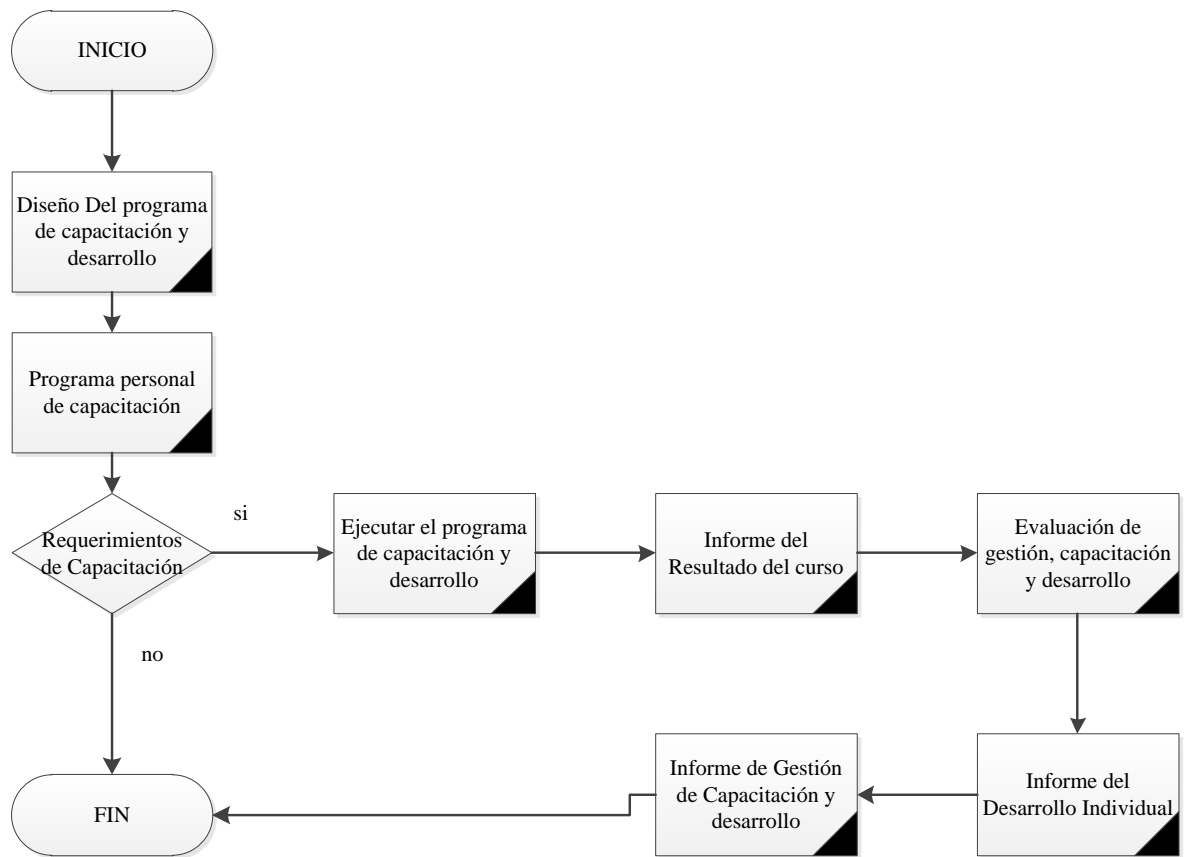 INICIO
Diseño Del programa
de capacitación y
desarrollo
Programa personal
de capacitación
Requerimientos
de Capacitación
si
no
Ejecutar el programa
de capacitación y
desarrollo
Informe del
Resultado del curso
Evaluación de
gestión, capacitación
y desarrollo
Informe del
Desarrollo Individual
Informe de Gestión
de Capacitación y
desarrollo
FIN